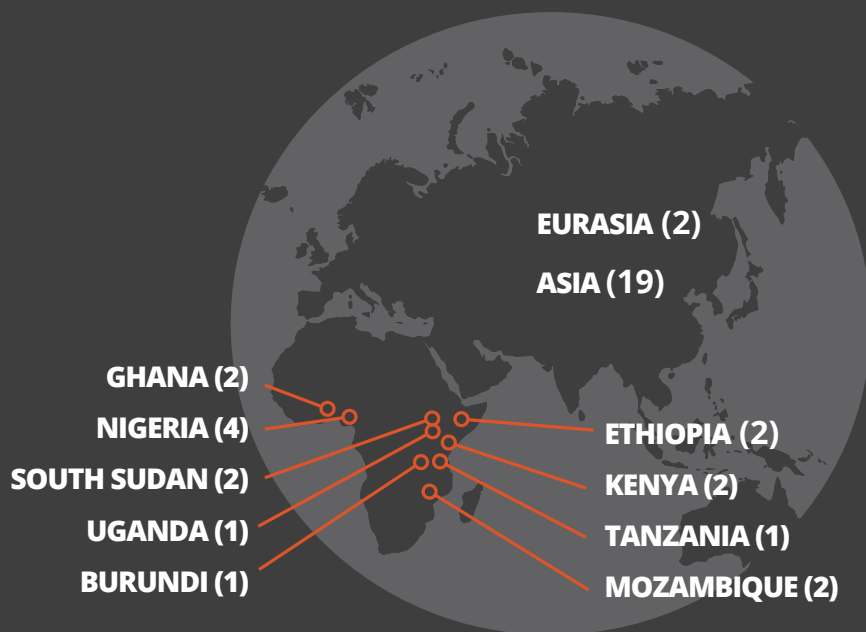 EURASIA (2)
ASIA (19)
GHANA (2)
NIGERIA (4)
SOUTH SUDAN (2)
UGANDA (1)
BURUNDI (1)
ETHIOPIA (2)
KENYA (2)
TANZANIA (1)
MOZAMBIQUE (2)